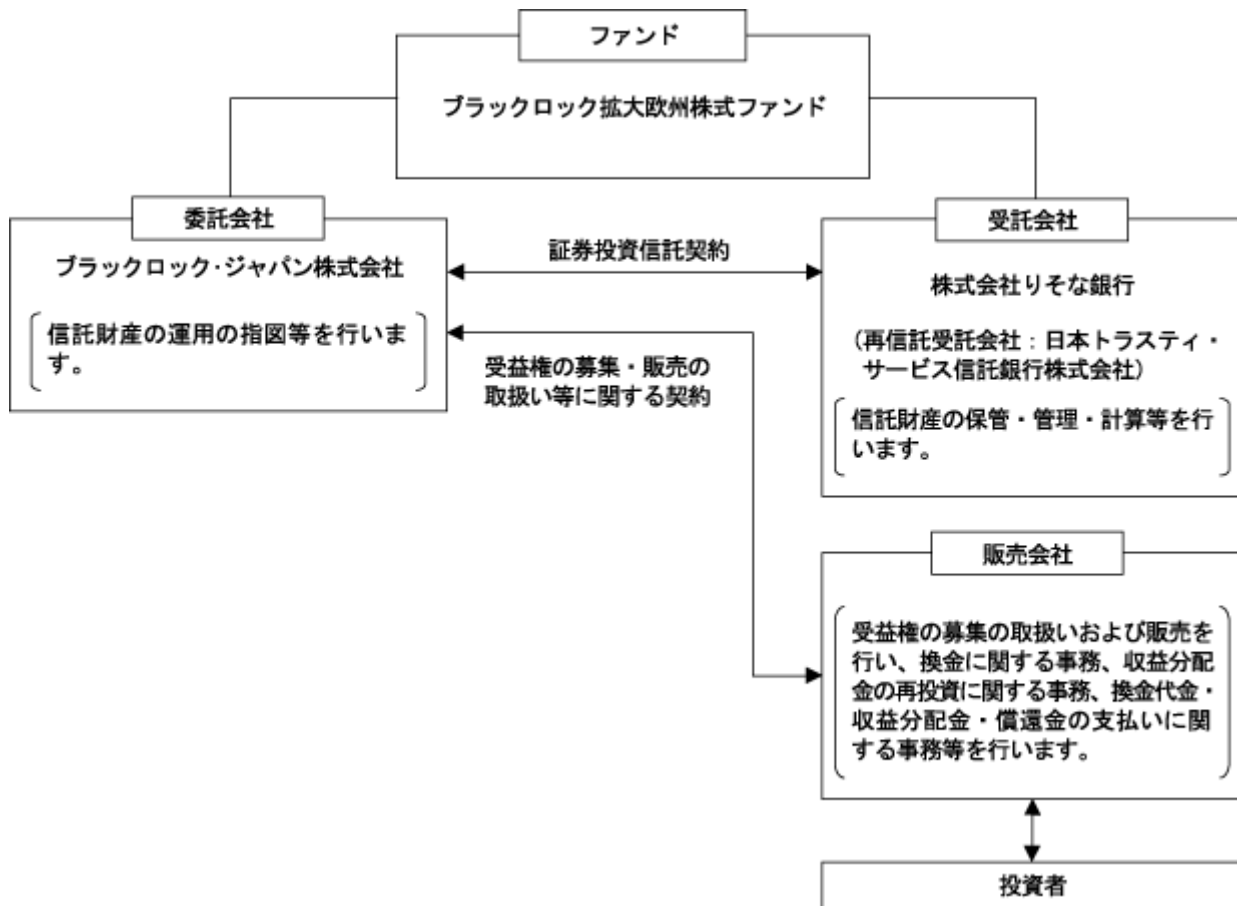 ファンド
ブラックロック拡大欧州株式ファンド
委託会社
ブラックロック・ジャパン株式会社
信託財産の運用の指図等を行いま
す。
証券投資信託契約
受益権の募集・販売の
取扱い等に関する契約
受託会社
株式会社りそな銀行
（再信託受託会社：日本トラスティ・
サービス信託銀行株式会社）
信託財産の保管・管理・計算等を行
います。
販売会社
受益権の募集の取扱いおよび販売を
行い、換金に関する事務、収益分配
金の再投資に関する事務、換金代金・
収益分配金・償還金の支払いに関
する事務等を行います。
投資者